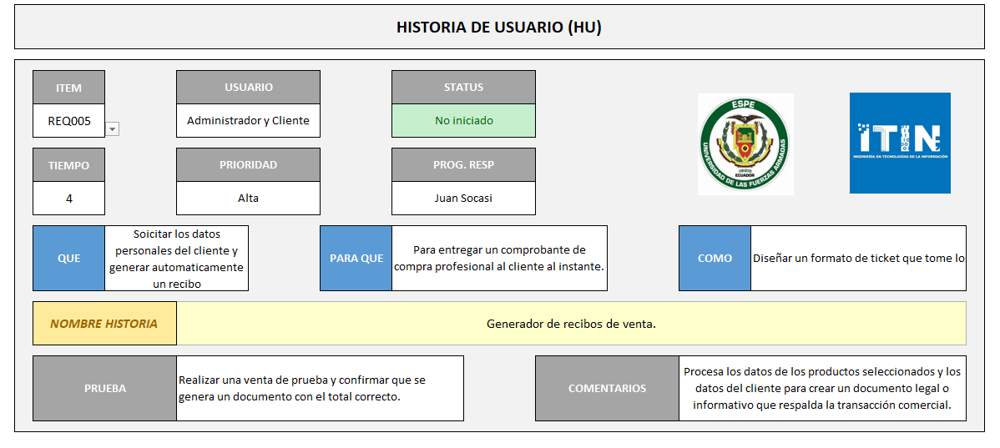 HISTORIA DE USUARIO (HU)
ITEM
USUARIO
STATUS
REQ005
Administrador y Cliente
No iniciado
TIEMPO
PRIORIDAD
PROG. RESP
4
Alta
Juan Socasi
ESPE
UNIVERSIDAD DE LAS FUERZAS ARMADAS
ECUADOR
ITIN
INGENIERÍA EN TECNOLOGÍAS DE LA INFORMACIÓN
QUE
Soicitar los datos
personales del cliente y
generar automaticamente
un recibo
PARA QUE
Para entregar un comprobante de
compra profesional al cliente al instante.
COMO
Diseñar un formato de ticket que tome lo
NOMBRE HISTORIA
Generador de recibos de venta.
PRUEBA
Realizar una venta de prueba y confirmar que se
genera un documento con el total correcto.
COMENTARIOS
Procesa los datos de los productos seleccionados y los
datos del cliente para crear un documento legal o
informativo que respalda la transacción comercial.